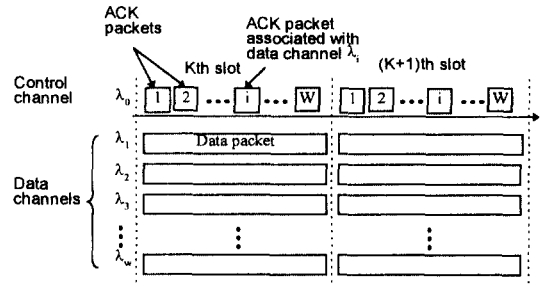 ACK packets
ACK packet associated with data channel λi
Kth slot
(K+1)th slot
Control channel
λ0 1 2 ••• i ••• W 1 2 ••• i ••• W
λ1 Data packet
Data channels
λ2
λ3
λw